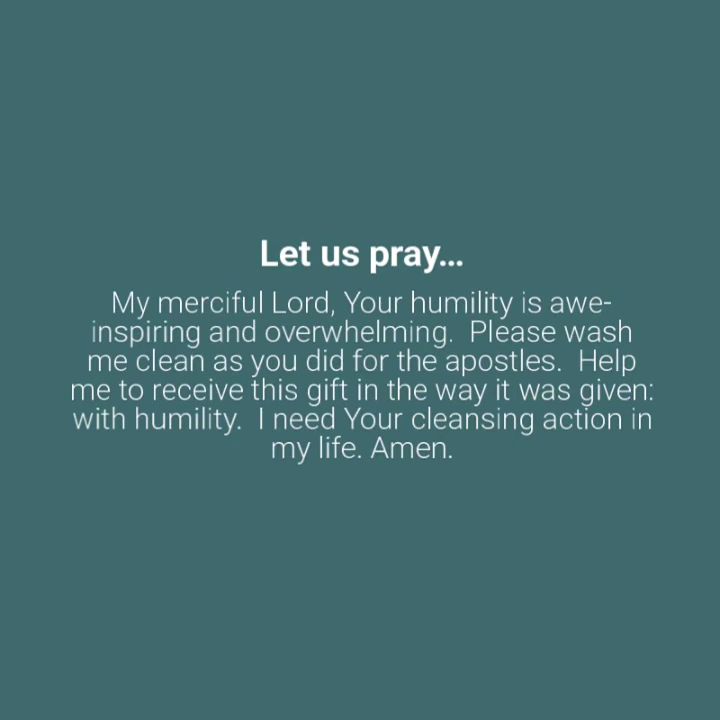 Let us pray...
My merciful Lord, Your humility is awe-
inspiring and overwhelming.  Please wash
me clean as you did for the apostles.  Help
me to receive this gift in the way it was given:
with humility.  I need Your cleansing action in
my life. Amen.